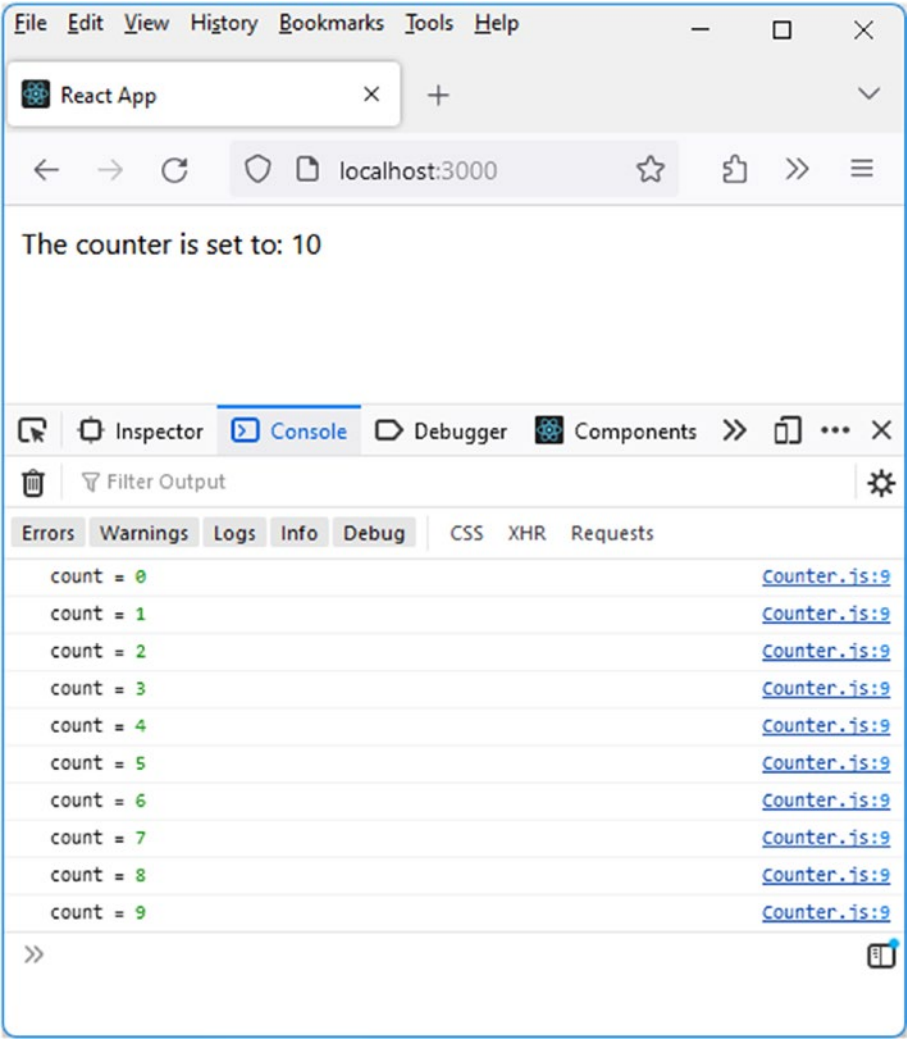 File Edit View History Bookmarks Tools Help
React App
localhost:3000
The counter is set to: 10
Inspector Console Debugger Components
Filter Output
Errors Warnings Logs Info Debug CSS XHR Requests
count = 0 Counter.js:9
count = 1 Counter.js:9
count = 2 Counter.js:9
count = 3 Counter.js:9
count = 4 Counter.js:9
count = 5 Counter.js:9
count = 6 Counter.js:9
count = 7 Counter.js:9
count = 8 Counter.js:9
count = 9 Counter.js:9